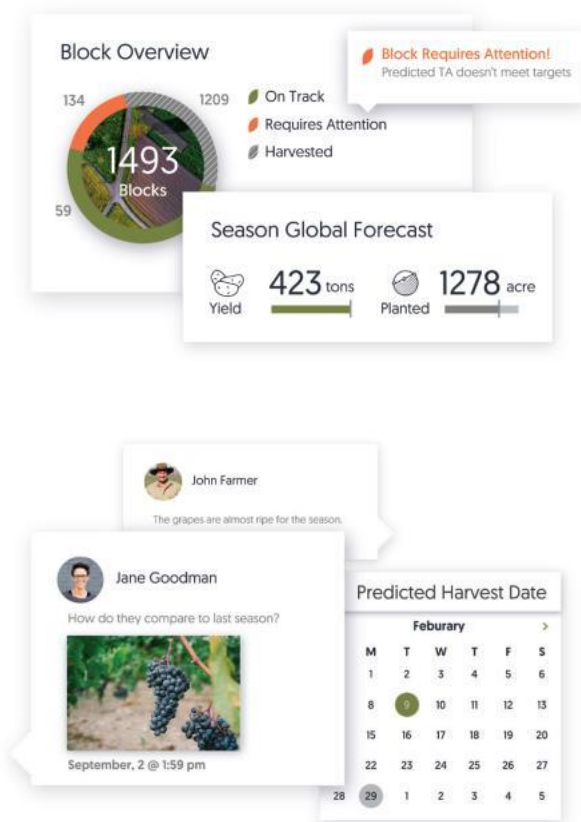 Block Overview
Block Requires Attention!
Predicted TA doesn't meet targets
134
1209
On Track
Requires Attention
Harvested
1493
Blocks
59
Season Global Forecast
423 tons
Yield
1278 acre
Planted
John Farmer
The grapes are almost ripe for the season.
Jane Goodman
How do they compare to last season?
September, 2 @ 1:59 pm
Predicted Harvest Date
Feburary >
M T W T F S
1 2 3 4 5 6
8 9 10 11 12 13
15 16 17 18 19 20
22 23 24 25 26 27
28 29 1 2 3 4 5